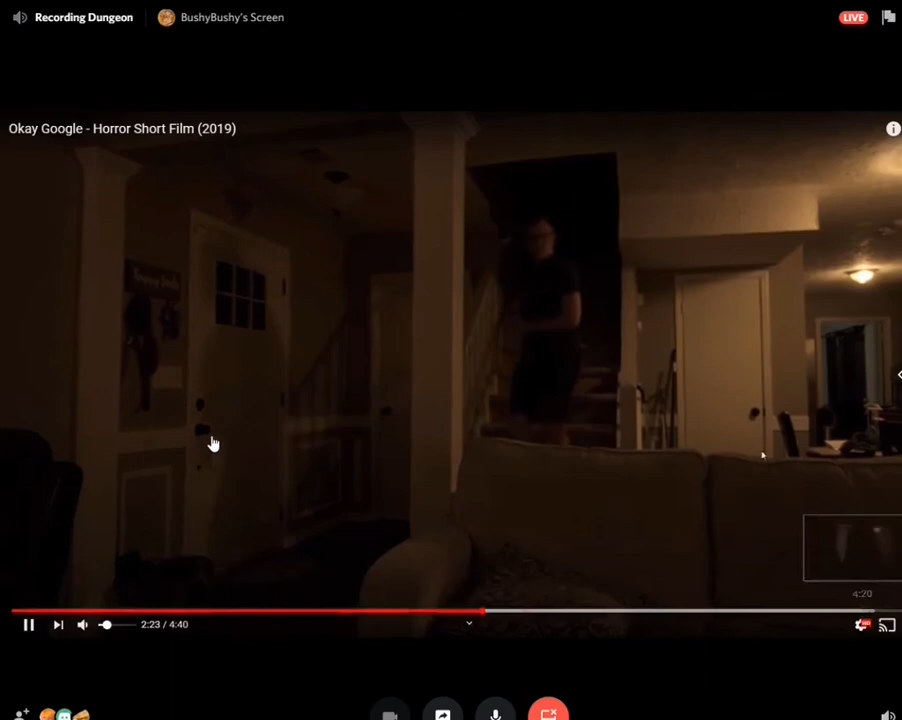 Recording Dungeon
BushyBushy's Screen
LIVE
Okay Google - Horror Short Film (2019)
4:20
2:23 / 4:40